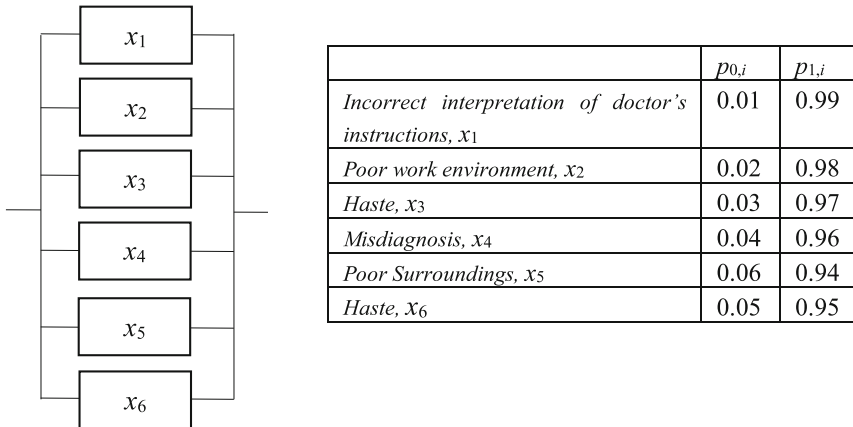 x1
x2
x3
x4
x5
x6
p0,i p1,i
Incorrect interpretation of doctor's 0.01 0.99
instructions, x1
Poor work environment, x2 0.02 0.98
Haste, x3 0.03 0.97
Misdiagnosis, x4 0.04 0.96
Poor Surroundings, x5 0.06 0.94
Haste, x6 0.05 0.95